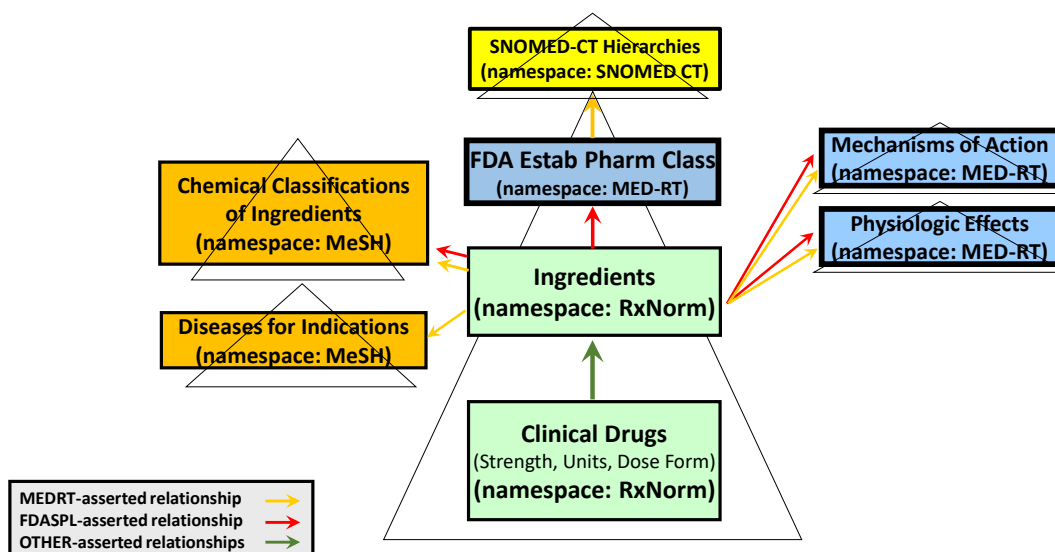 SNOMED-CT Hierarchies
(namespace: SNOMED CT)
FDA Estab Pharm Class
(namespace: MED-RT)
Mechanisms of Action
(namespace: MED-RT)
Physiologic Effects
(namespace: MED-RT)
Chemical Classifications
of Ingredients
(namespace: MeSH)
Ingredients
(namespace: RxNorm)
Diseases for Indications
(namespace: MeSH)
Clinical Drugs
(Strength, Units, Dose Form)
(namespace: RxNorm)
MEDRT-asserted relationship
FDASPL-asserted relationship
OTHER-asserted relationships